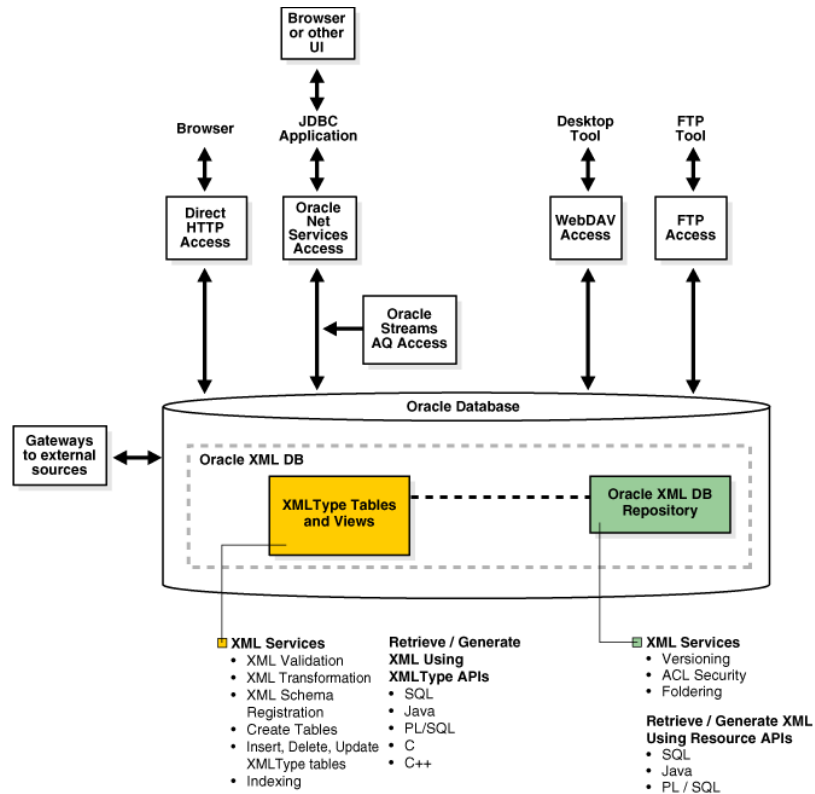 Browser
or other
UI
Browser
JDBC
Application
Desktop
Tool
FTP
Tool
Direct
HTTP
Access
Oracle
Net
Services
Access
WebDAV
Access
FTP
Access
Oracle
Streams
AQ Access
Oracle Database
Gateways
to external
sources
Oracle XML DB
XMLType Tables
and Views
Oracle XML DB
Repository
XML Services
• XML Validation
• XML Transformation
• XML Schema
Registration
• Create Tables
• Insert, Delete, Update
XMLType tables
• Indexing
Retrieve / Generate
XML Using
XMLType APIs
• SQL
• Java
• PL/SQL
• C
• C++
XML Services
• Versioning
• ACL Security
• Foldering
Retrieve / Generate XML
Using Resource APIs
• SQL
• Java
• PL / SQL